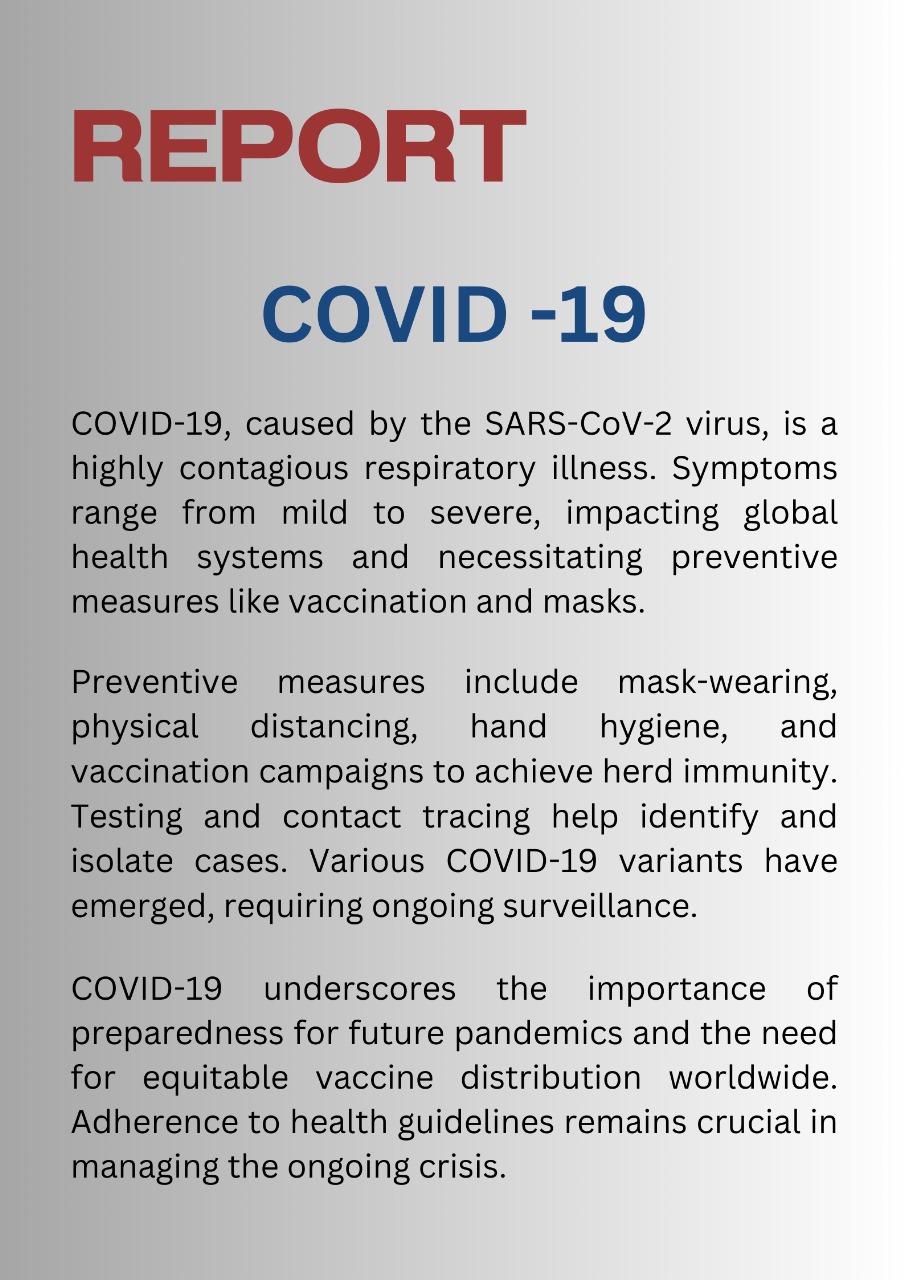 REPORT
COVID -19
COVID-19, caused by the SARS-CoV-2 virus, is a
highly contagious respiratory illness. Symptoms
range from mild to severe, impacting global
health systems and necessitating preventive
measures like vaccination and masks.
Preventive measures include mask-wearing,
physical distancing, hand hygiene, and
vaccination campaigns to achieve herd immunity.
Testing and contact tracing help identify and
isolate cases. Various COVID-19 variants have
emerged, requiring ongoing surveillance.
COVID-19 underscores the importance of
preparedness for future pandemics and the need
for equitable vaccine distribution worldwide.
Adherence to health guidelines remains crucial in
managing the ongoing crisis.